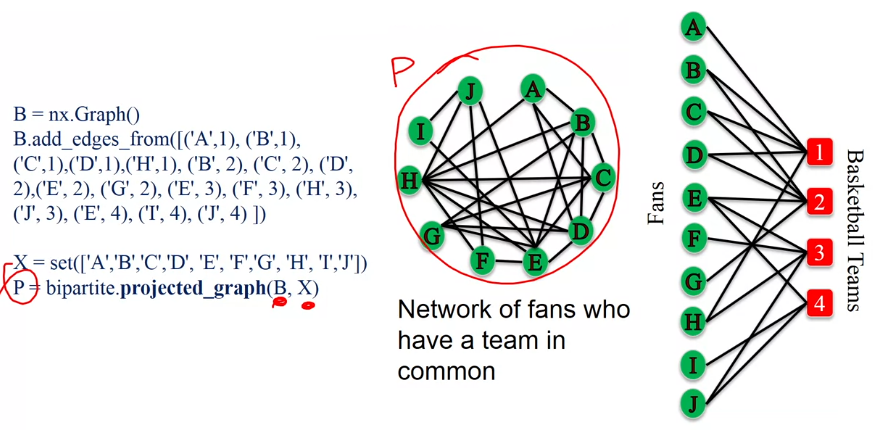 B = nx.Graph()
B.add_edges_from([('A',1), ('B',1),
('C',1),('D',1),('H',1), ('B', 2), ('C', 2), ('D',
2),('E', 2), ('G', 2), ('E', 3), ('F', 3), ('H', 3),
('J', 3), ('E', 4), ('I', 4), ('J', 4) ])
X = set(['A','B','C','D', 'E', 'F','G', 'H', 'I','J'])
P = bipartite.projected_graph(B, X)
P
J
A
I
B
H
C
G
D
F
E
Network of fans who
have a team in
common
Fans
A
B
C
D
E
F
G
H
I
J
1
2
3
4
Basketball Teams